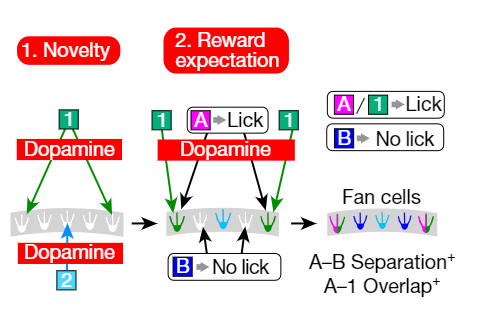 1. Novelty
2. Reward
expectation
1
Dopamine
Dopamine
2
1
A Lick
1
Dopamine
B No lick
A / 1 Lick
B No lick
Fan cells
A–B Separation⁺
A–1 Overlap⁺